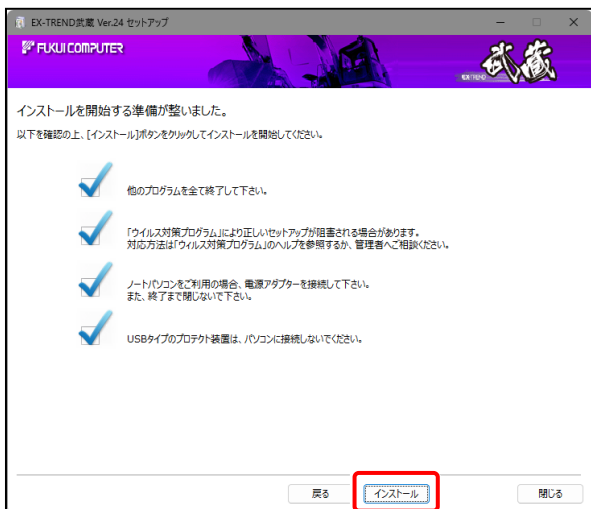 EX-TREND武蔵 Ver.24 セットアップ
FUKUI COMPUTER
EX-TREND 武蔵
インストールを開始する準備が整いました。
以下を確認の上、[インストール]ボタンをクリックしてインストールを開始してください。
他のプログラムを全て終了して下さい。
「ウイルス対策プログラム」により正しいセットアップが阻害される場合があります。
対応方法は「ウィルス対策プログラム」のヘルプを参照するか、管理者へご相談ください。
ノートパソコンをご利用の場合、電源アダプターを接続して下さい。
また、終了まで閉じないで下さい。
USBタイプのプロテクト装置は、パソコンに接続しないでください。
戻る インストール 閉じる